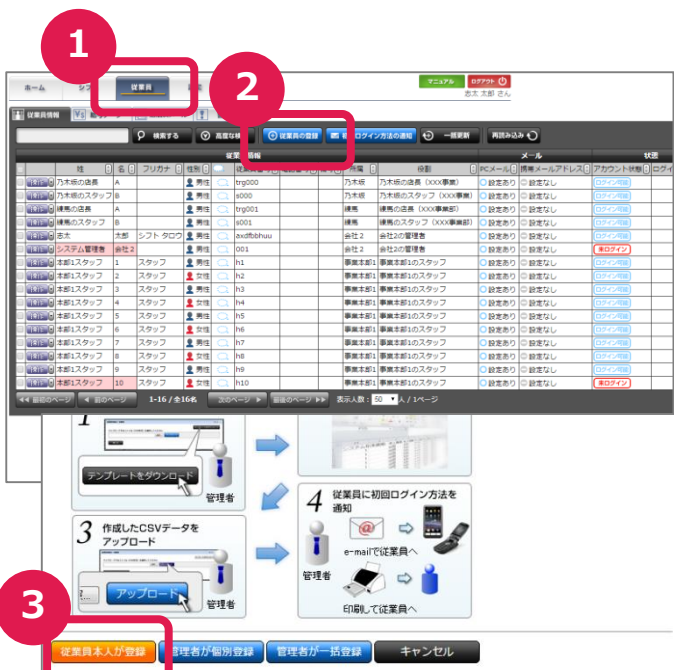 1
2
マニュアル ログアウト
ホーム 従業員
志太 太郎 さん
従業員情報
検索する 従業員の登録 初回ログイン方法の通知 一括更新 再読み込み
メール 状態
姓 名 フリガナ 性別 所属 役割 PCメール 携帯メールアドレス アカウント状態
乃木坂の店長 A 男性 trg000 乃木坂 乃木坂の店長（XXX事業） 設定あり 設定なし ログイン可能
乃木坂のスタッフ B 男性 s000 乃木坂 乃木坂のスタッフ（XXX事業） 設定あり 設定なし ログイン可能
練馬の店長 A 男性 trg001 練馬 練馬の店長（XXX事業部） 設定あり 設定なし ログイン可能
練馬のスタッフ B 男性 s001 練馬 練馬のスタッフ（XXX事業部） 設定あり 設定なし ログイン可能
志太 太郎 シフト タロウ 男性 axdfbbhuu 会社2 会社2の管理者 設定あり 設定なし ログイン可能
システム管理者 会社2 男性 001 会社2 会社2の管理者 設定あり 設定なし 未ログイン
本部1スタッフ 1 スタッフ 男性 h1 事業本部1 事業本部1のスタッフ 設定あり 設定なし ログイン可能
本部1スタッフ 2 スタッフ 女性 h2 事業本部1 事業本部1のスタッフ 設定あり 設定なし ログイン可能
本部1スタッフ 3 スタッフ 男性 h3 事業本部1 事業本部1のスタッフ 設定あり 設定なし ログイン可能
本部1スタッフ 4 スタッフ 女性 h4 事業本部1 事業本部1のスタッフ 設定あり 設定なし ログイン可能
本部1スタッフ 5 スタッフ 男性 h5 事業本部1 事業本部1のスタッフ 設定あり 設定なし ログイン可能
本部1スタッフ 6 スタッフ 女性 h6 事業本部1 事業本部1のスタッフ 設定あり 設定なし ログイン可能
本部1スタッフ 7 スタッフ 男性 h7 事業本部1 事業本部1のスタッフ 設定あり 設定なし ログイン可能
本部1スタッフ 8 スタッフ 女性 h8 事業本部1 事業本部1のスタッフ 設定あり 設定なし ログイン可能
本部1スタッフ 9 スタッフ 男性 h9 事業本部1 事業本部1のスタッフ 設定あり 設定なし ログイン可能
本部1スタッフ 10 スタッフ 女性 h10 事業本部1 事業本部1のスタッフ 設定あり 設定なし 未ログイン
最初のページ 前のページ 1-16 / 全16名 次のページ 最後のページ 表示人数： 50 人 / 1ページ
テンプレートをダウンロード
管理者
3 作成したCSVデータを
アップロード
アップロード
管理者
4 従業員に初回ログイン方法を
通知
e-mailで従業員へ
管理者
印刷して従業員へ
3
従業員本人が登録 管理者が個別登録 管理者が一括登録 キャンセル